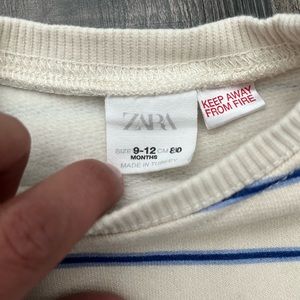 ZARA
SIZE 9-12 CM 80
MONTHS
MADE IN TURKEY
KEEP AWAY
FROM FIRE